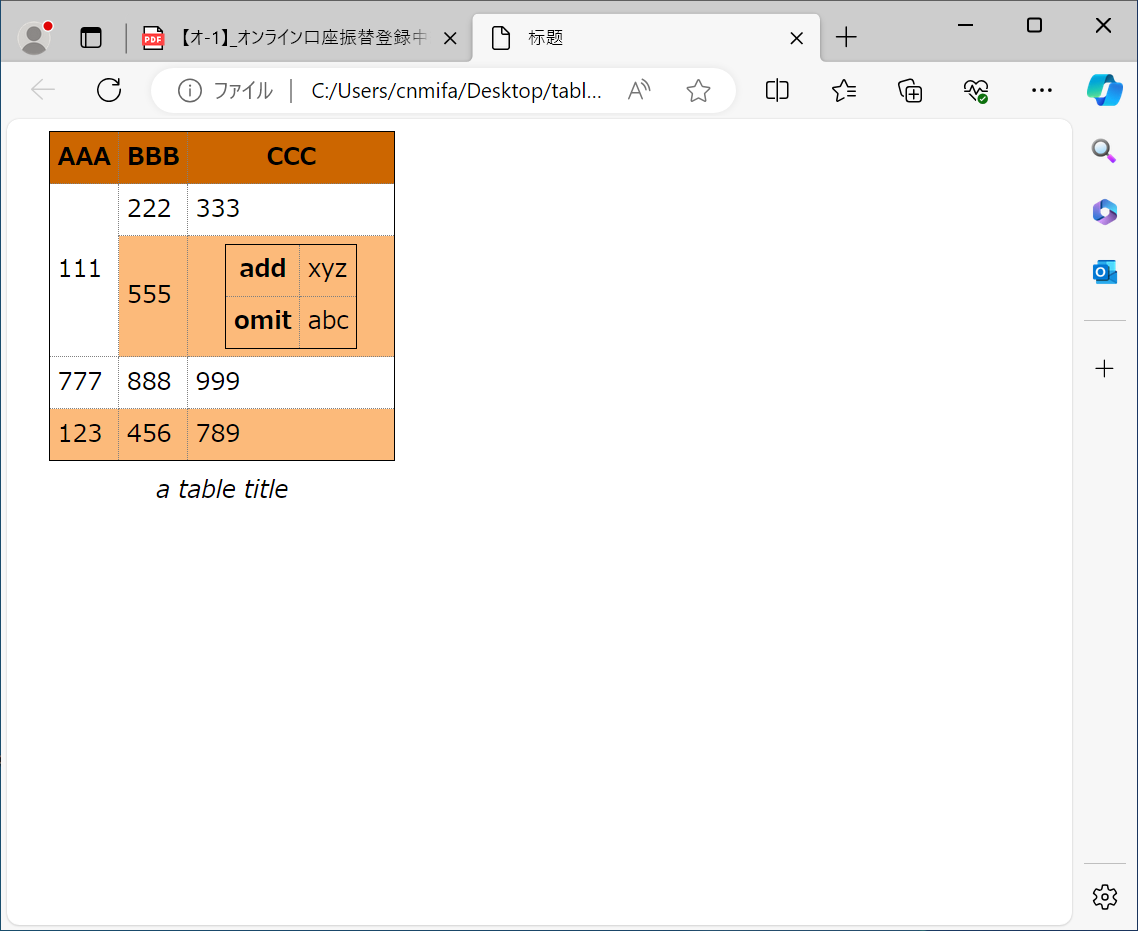 【オ-1】_オンライン口座振替登録中
标题
ファイル
C:/Users/cnmifa/Desktop/tabl...
AAA BBB CCC
222 333
111
add xyz
555
omit abc
777 888 999
123 456 789
a table title